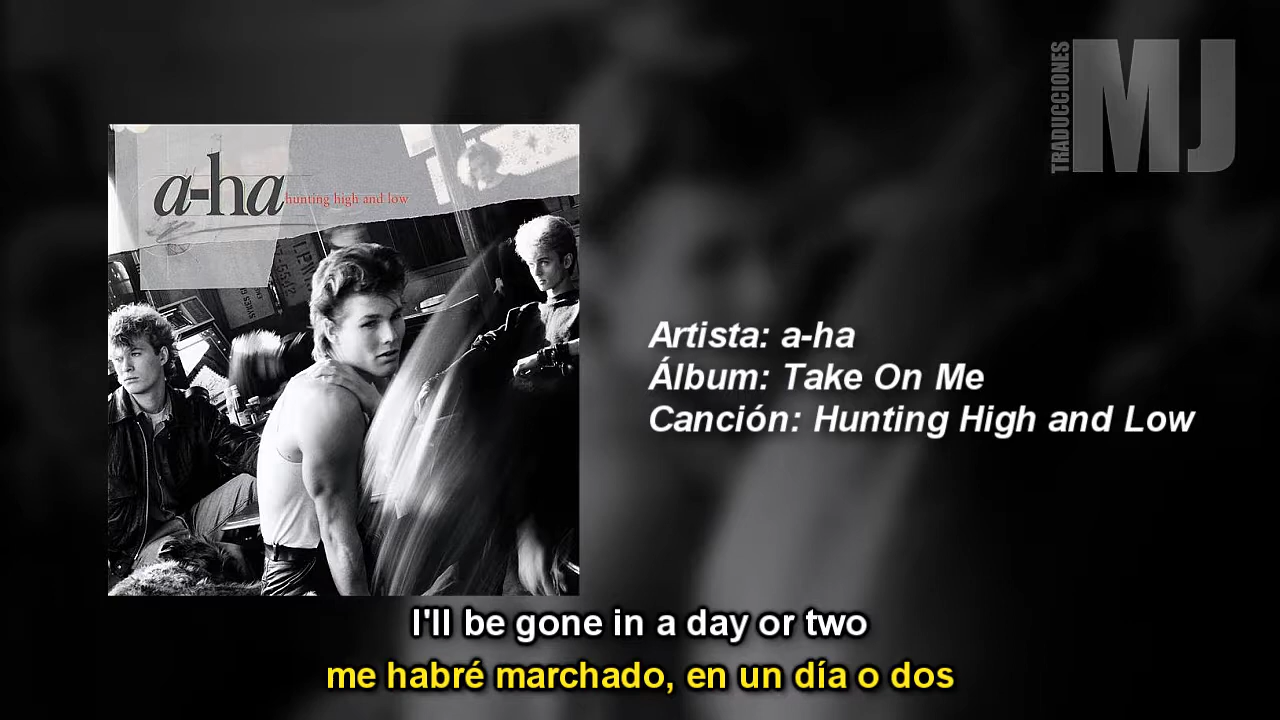 TRADUCCIONES
MJ
a-ha hunting high and low
Artista: a-ha
Álbum: Take On Me
Canción: Hunting High and Low
I'll be gone in a day or two
me habré marchado, en un día o dos